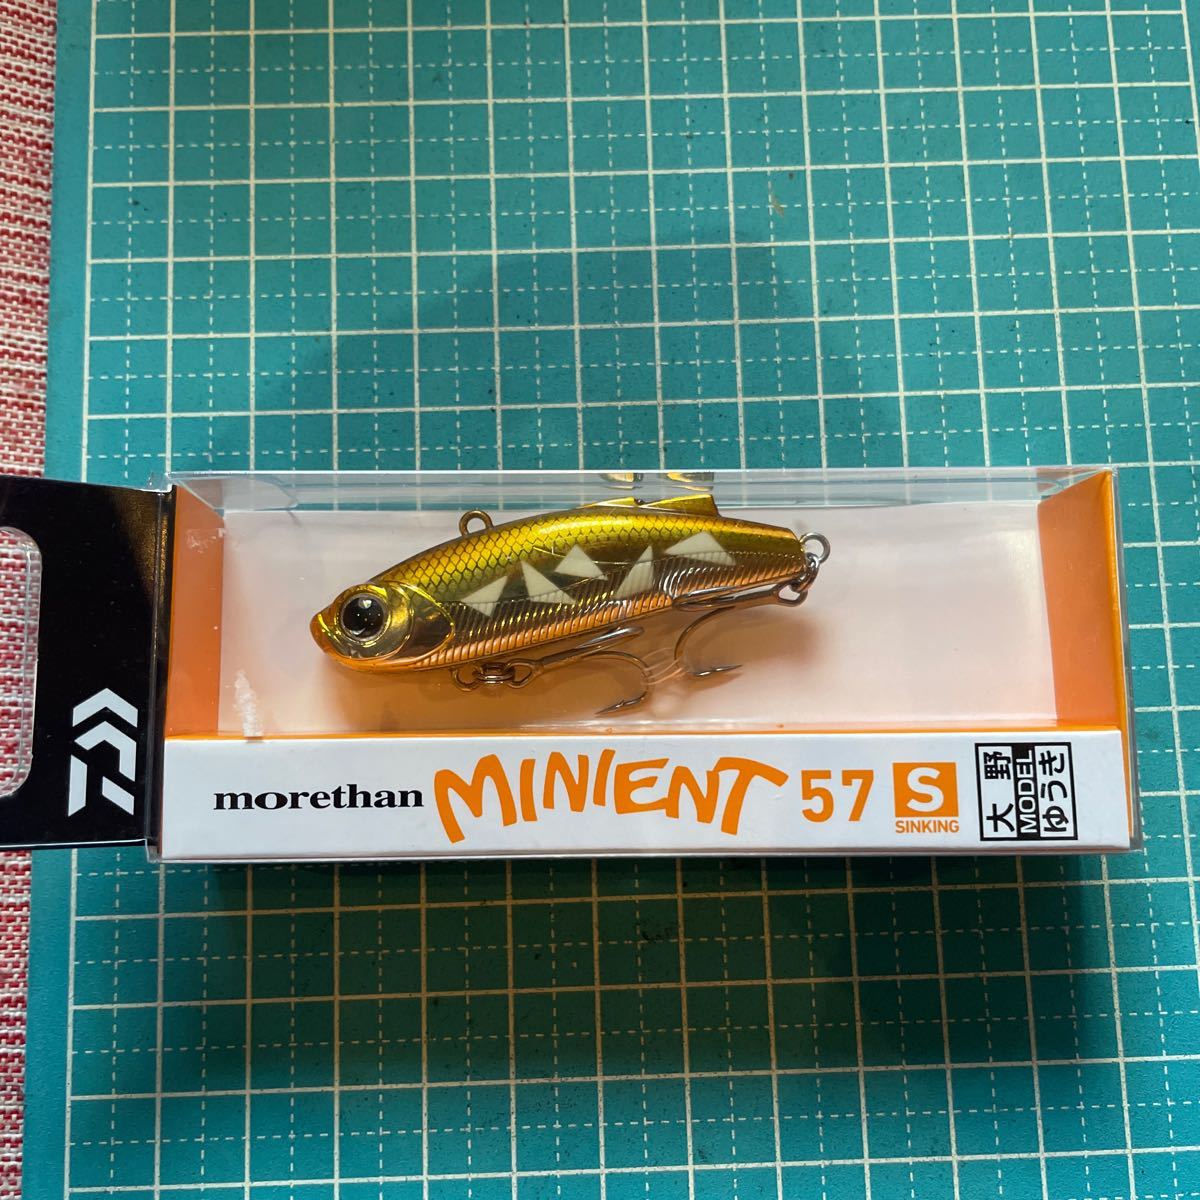 morethan MINIENT 57 S SINKING
大野 MODEL ゆうき